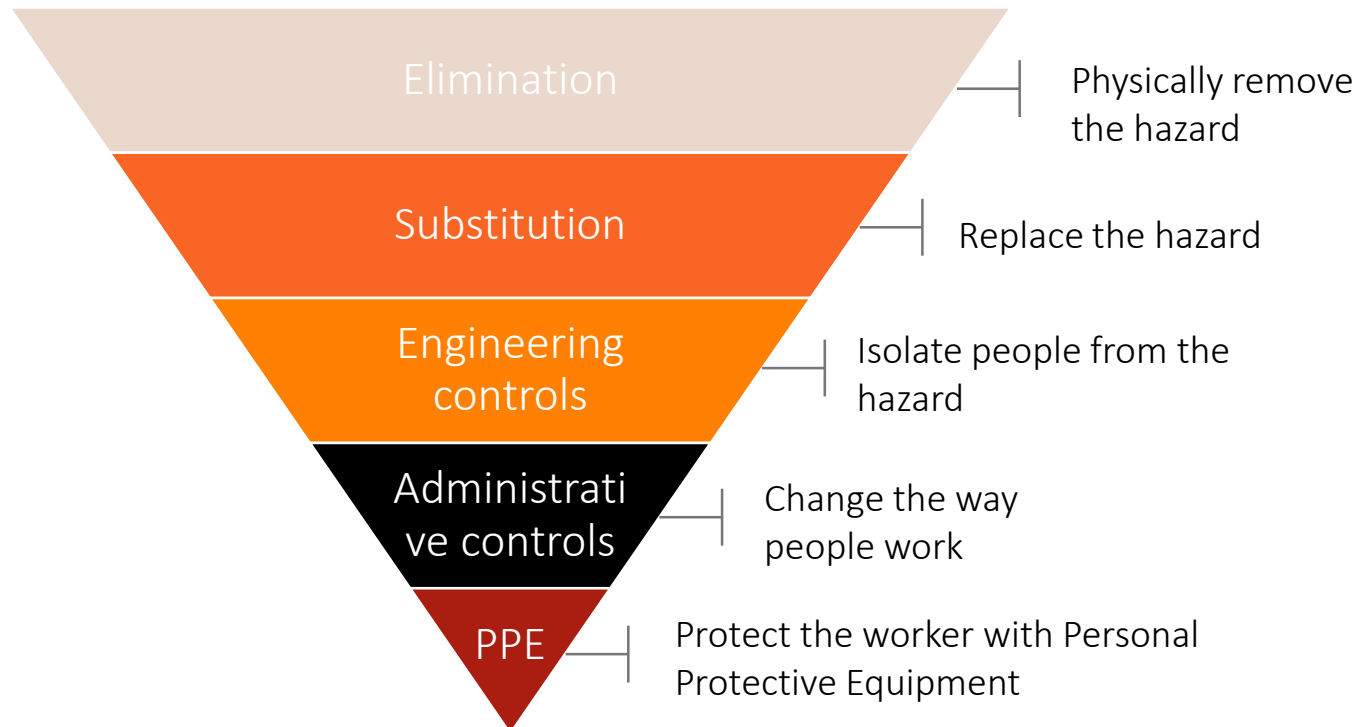 Elimination
Physically remove
the hazard
Substitution
Replace the hazard
Engineering
controls
Isolate people from the
hazard
Administrati
ve controls
Change the way
people work
PPE
Protect the worker with Personal
Protective Equipment